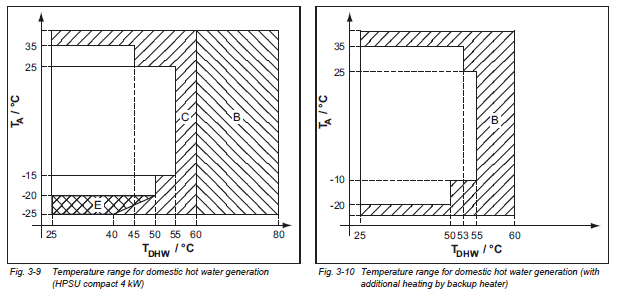 35
25
-15
-20
-25
T_A / °C
C
B
E
25 40 45 50 55 60 80
T_DHW / °C
Fig. 3-9 Temperature range for domestic hot water generation
(HPSU compact 4 kW)
35
25
-10
-20
T_A / °C
B
25 50 53 55 60
T_DHW / °C
Fig. 3-10 Temperature range for domestic hot water generation (with
additional heating by backup heater)